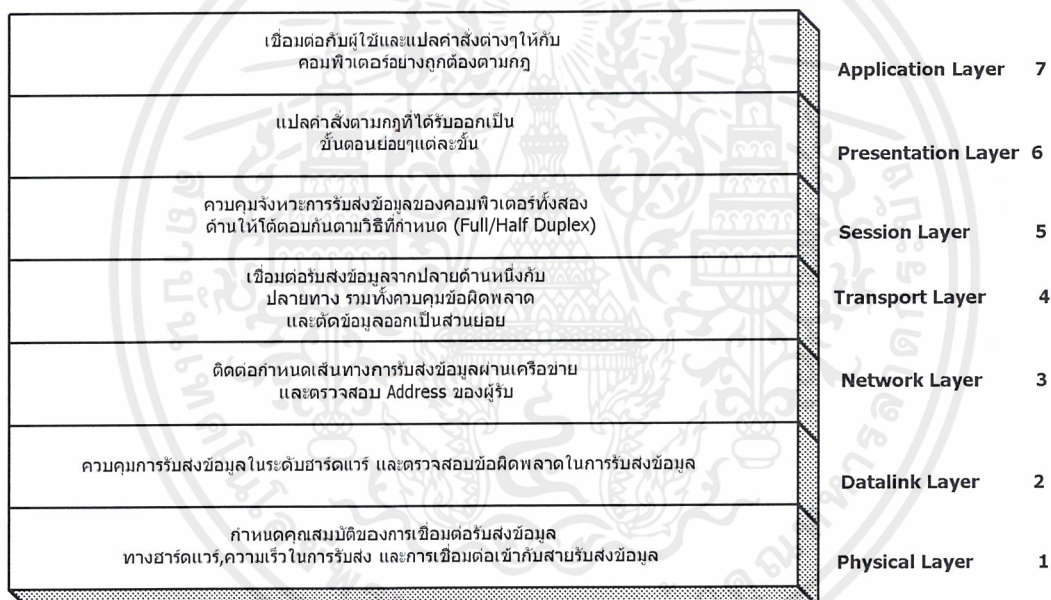 เชื่อมต่อกับผู้ใช้และแปลคำสั่งต่างๆให้กับ
คอมพิวเตอร์อย่างถูกต้องตามกฎ
Application Layer 7
แปลคำสั่งตามกฎที่ได้รับออกเป็น
ขั้นตอนย่อยๆแต่ละขั้น
Presentation Layer 6
ควบคุมจังหวะการรับส่งข้อมูลของคอมพิวเตอร์ทั้งสอง
ด้านให้โต้ตอบกันตามวิธีที่กำหนด (Full/Half Duplex)
Session Layer 5
เชื่อมต่อรับส่งข้อมูลจากปลายด้านหนึ่งกับ
ปลายทาง รวมทั้งควบคุมข้อผิดพลาด
และตัดข้อมูลออกเป็นส่วนย่อย
Transport Layer 4
ติดต่อกำหนดเส้นทางการรับส่งข้อมูลผ่านเครือข่าย
และตรวจสอบ Address ของผู้รับ
Network Layer 3
ควบคุมการรับส่งข้อมูลในระดับฮาร์ดแวร์ และตรวจสอบข้อผิดพลาดในการรับส่งข้อมูล
Datalink Layer 2
กำหนดคุณสมบัติของการเชื่อมต่อรับส่งข้อมูล
ทางฮาร์ดแวร์,ความเร็วในการรับส่ง และการเชื่อมต่อเข้ากับสายรับส่งข้อมูล
Physical Layer 1